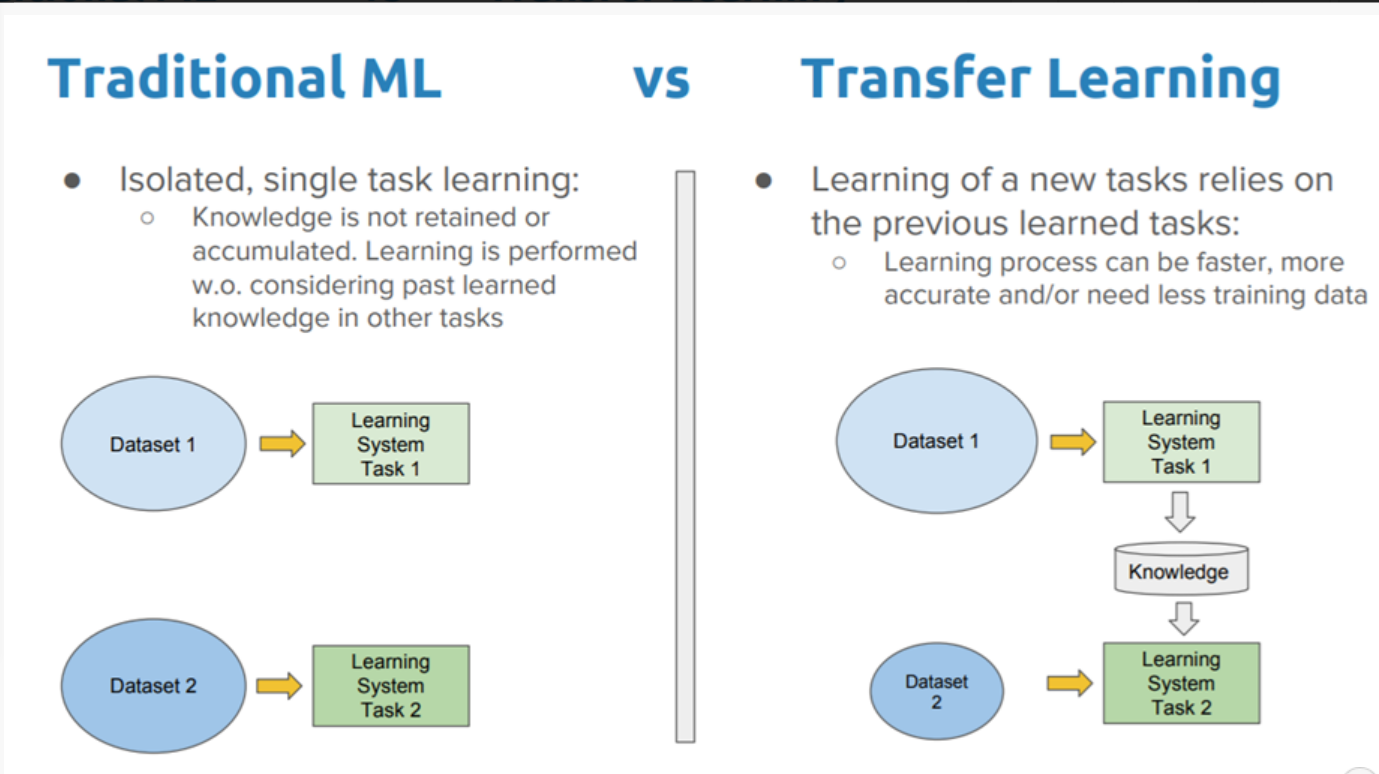 Traditional ML vs Transfer Learning
● Isolated, single task learning:
○ Knowledge is not retained or
accumulated. Learning is performed
w.o. considering past learned
knowledge in other tasks
Dataset 1
Learning
System
Task 1
Dataset 2
Learning
System
Task 2
● Learning of a new tasks relies on
the previous learned tasks:
○ Learning process can be faster, more
accurate and/or need less training data
Dataset 1
Learning
System
Task 1
Knowledge
Dataset
2
Learning
System
Task 2